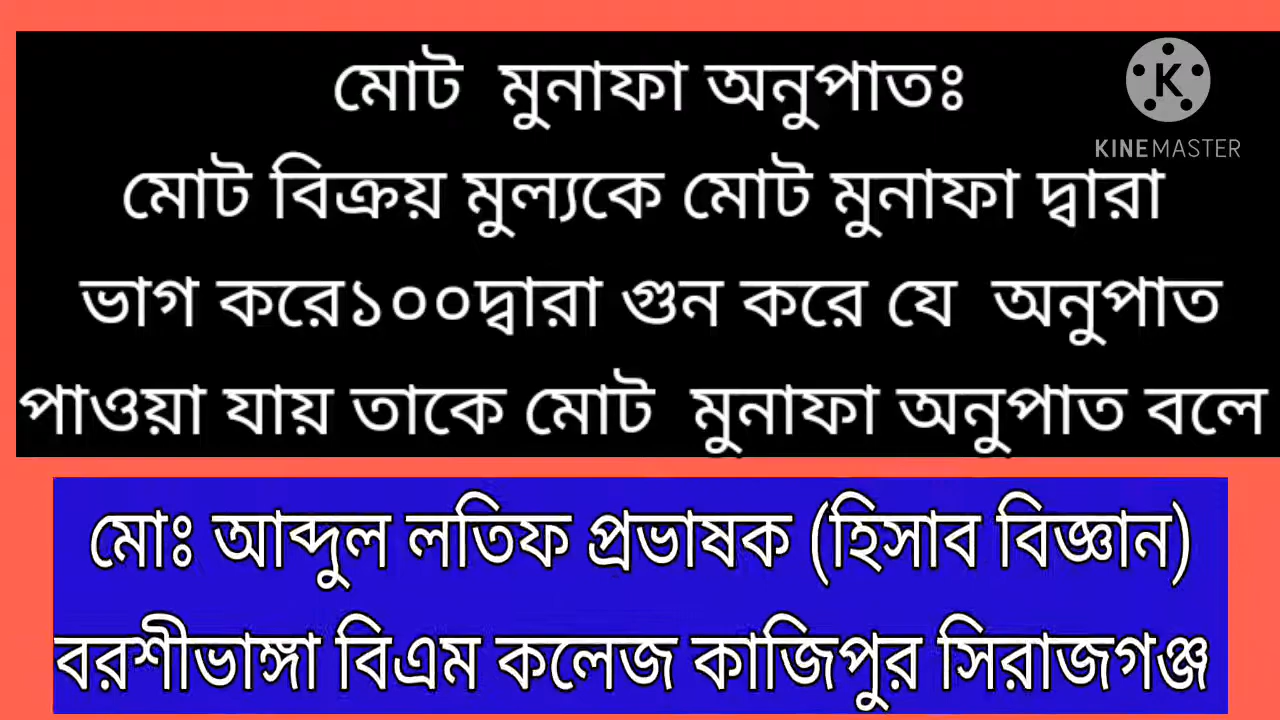 মোট মুনাফা অনুপাতঃ
KINEMASTER
মোট বিক্রয় মুল্যকে মোট মুনাফা দ্বারা
ভাগ করে১০০দ্বারা গুন করে যে অনুপাত
পাওয়া যায় তাকে মোট মুনাফা অনুপাত বলে
মোঃ আব্দুল লতিফ প্রভাষক (হিসাব বিজ্ঞান)
বরশীভাঙ্গা বিএম কলেজ কাজিপুর সিরাজগঞ্জ